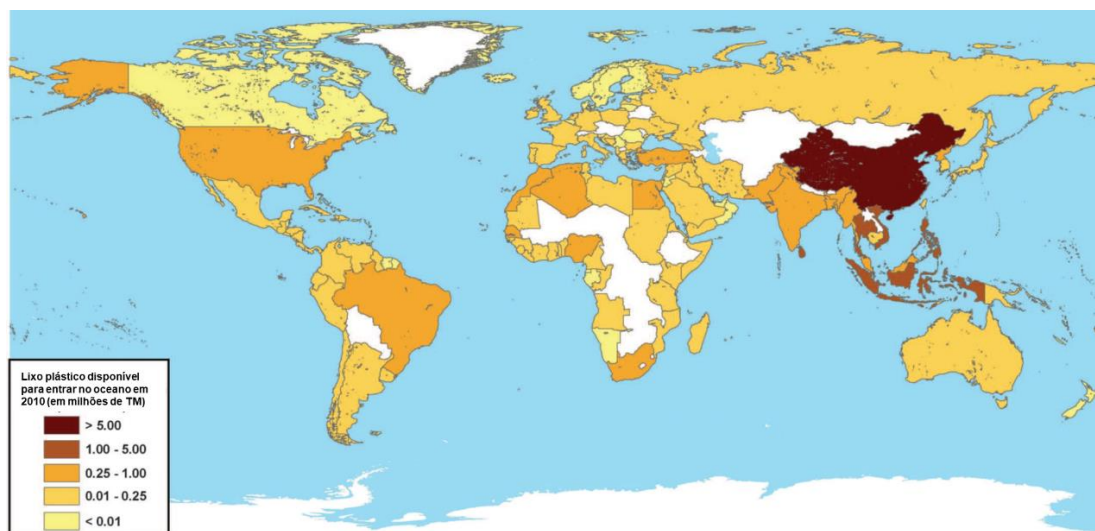 Lixo plástico disponível
para entrar no oceano em
2010 (em milhões de TM)
> 5.00
1.00 - 5.00
0.25 - 1.00
0.01 - 0.25
< 0.01